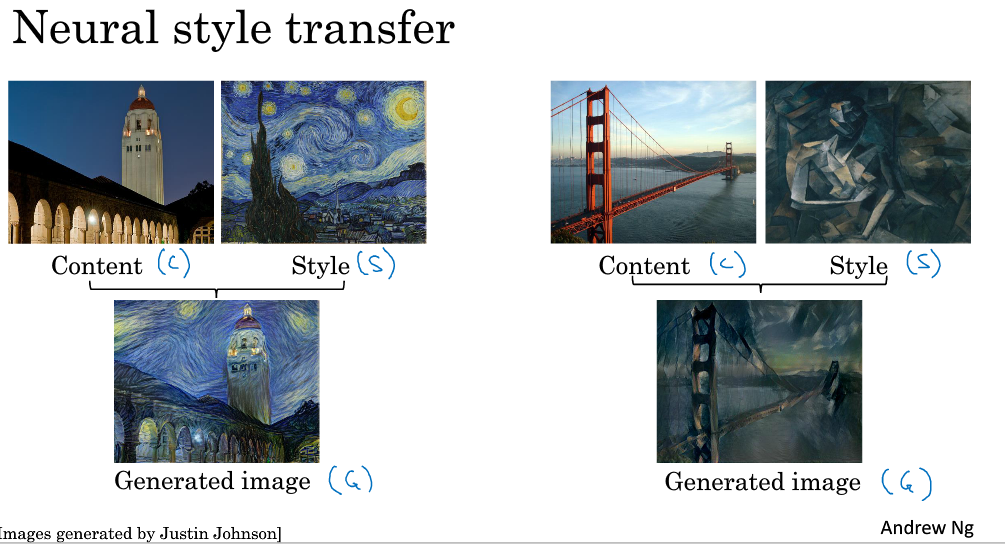 Neural style transfer
Content (C)
Style (S)
Content (C)
Style (S)
Generated image (G)
Generated image (G)
Images generated by Justin Johnson]
Andrew Ng